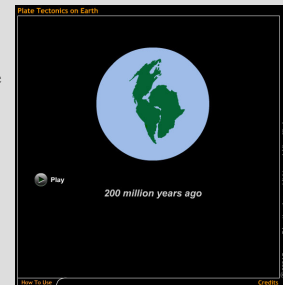 Plate Tectonics on Earth
Play
200 million years ago
How To Use
Credits